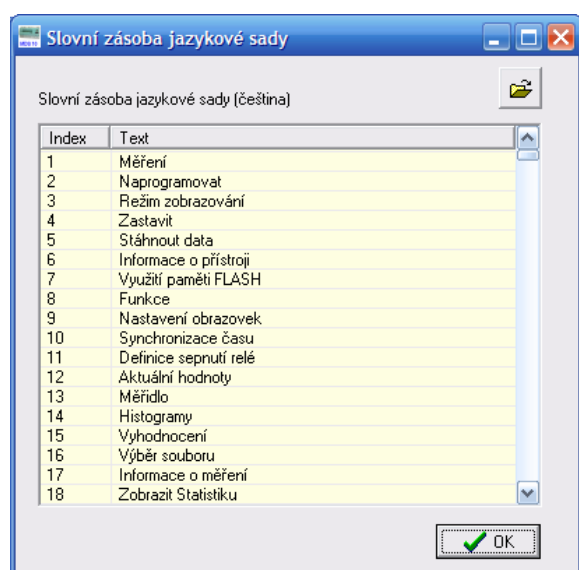 Slovní zásoba jazykové sady
Slovní zásoba jazykové sady (čeština)
Index Text
1 Měření
2 Naprogramovat
3 Režim zobrazování
4 Zastavit
5 Stáhnout data
6 Informace o přístroji
7 Využití paměti FLASH
8 Funkce
9 Nastavení obrazovek
10 Synchronizace času
11 Definice sepnutí relé
12 Aktuální hodnoty
13 Měřidlo
14 Histogramy
15 Vyhodnocení
16 Výběr souboru
17 Informace o měření
18 Zobrazit Statistiku
OK